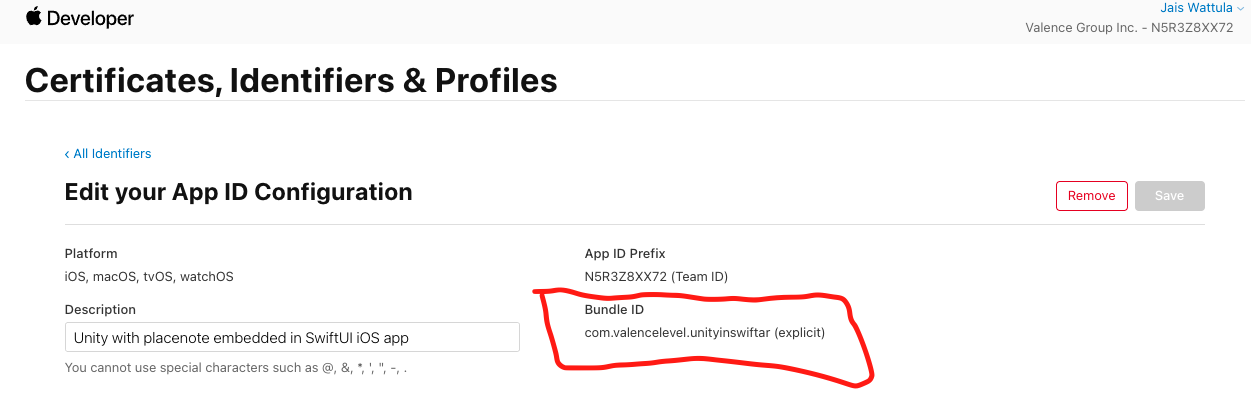 Developer
Jais Wattula
Valence Group Inc. - N5R3Z8XX72
Certificates, Identifiers & Profiles
‹ All Identifiers
Edit your App ID Configuration
Remove
Save
Platform
iOS, macOS, tvOS, watchOS
App ID Prefix
N5R3Z8XX72 (Team ID)
Description
Unity with placenote embedded in SwiftUI iOS app
You cannot use special characters such as @, &, *, ', ", -, .
Bundle ID
com.valencelevel.unityinswiftar (explicit)